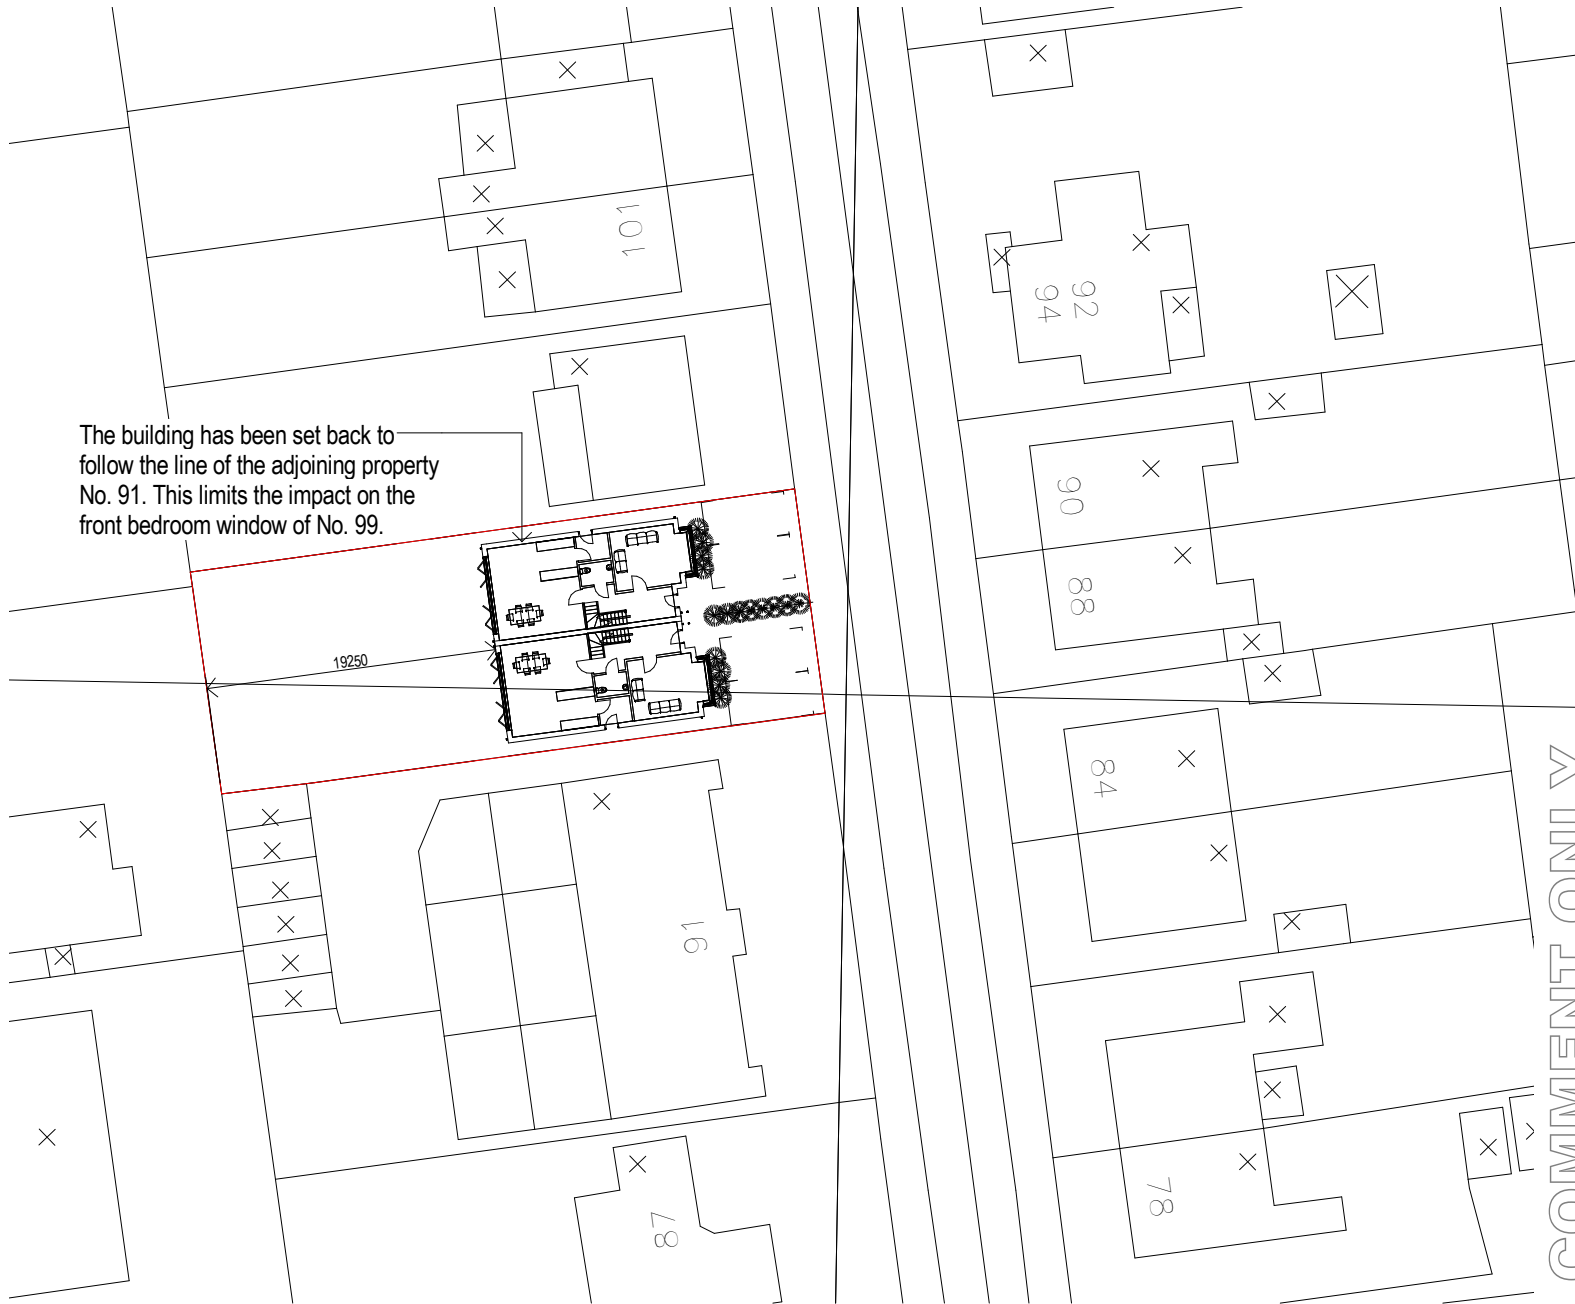 101
92
94
The building has been set back to
follow the line of the adjoining property
No. 91. This limits the impact on the
front bedroom window of No. 99.
90
88
19250
84
91
78
87
COMMENT ONLY